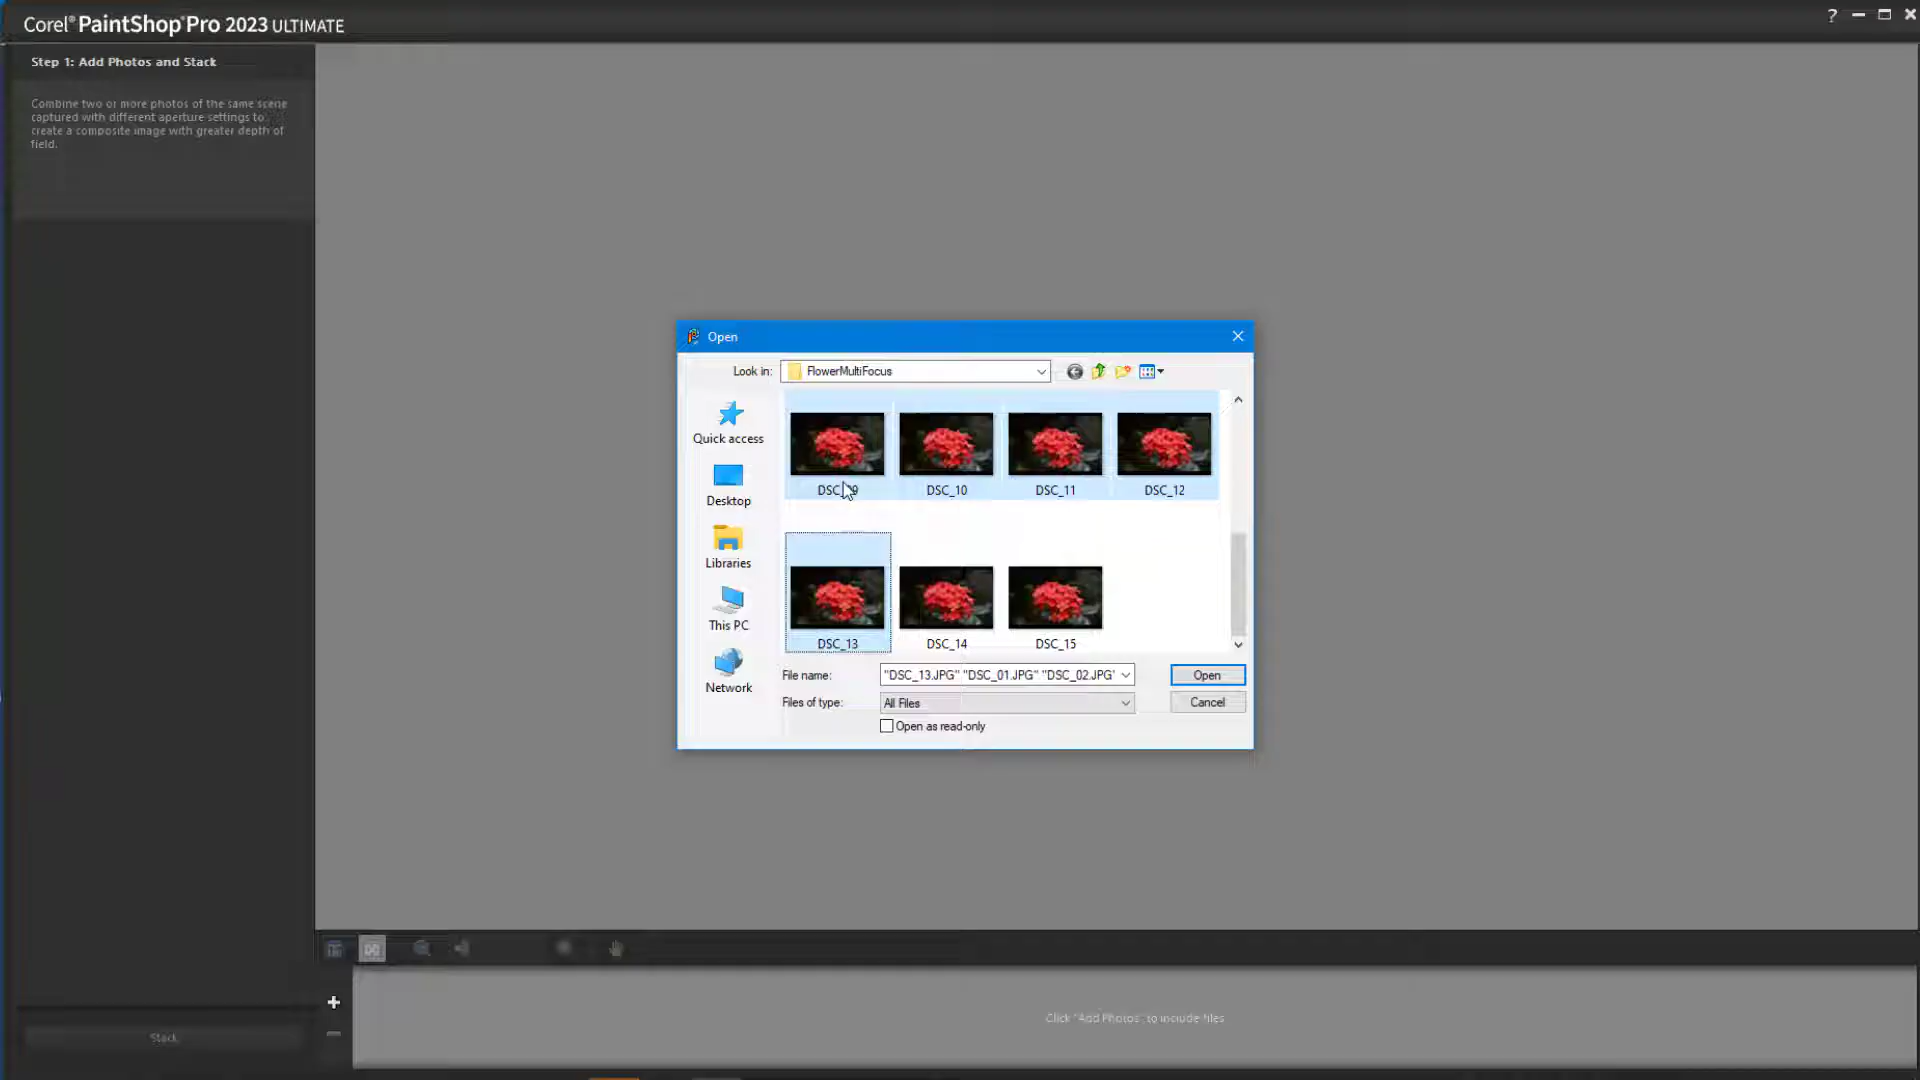 Corel® PaintShop® Pro 2023 ULTIMATE
?
Step 1: Add Photos and Stack
Combine two or more photos of the same scene
captured with different aperture settings to
create a composite image with greater depth of
field.
Open
Look in:
FlowerMultiFocus
Quick access
Desktop
Libraries
This PC
Network
DSC_09
DSC_10
DSC_11
DSC_12
DSC_13
DSC_14
DSC_15
File name:
"DSC_13.JPG" "DSC_01.JPG" "DSC_02.JPG"
Open
Files of type:
All Files
Cancel
Open as read-only
Click "Add Photos" to include files
Stack